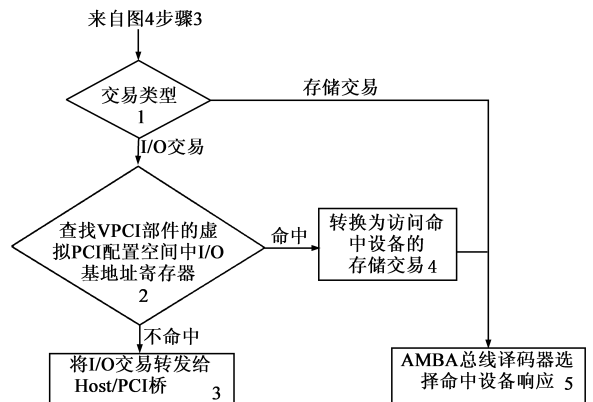 来自图4步骤3
交易类型
1
存储交易
I/O交易
查找VPCI部件的虚
拟PCI配置空间中I/O
基地址寄存器
2
命中
转换为访问命
中设备的
存储交易4
不命中
将I/O交易转发给
Host/PCI桥
3
AMBA总线译码器选
择命中设备响应 5